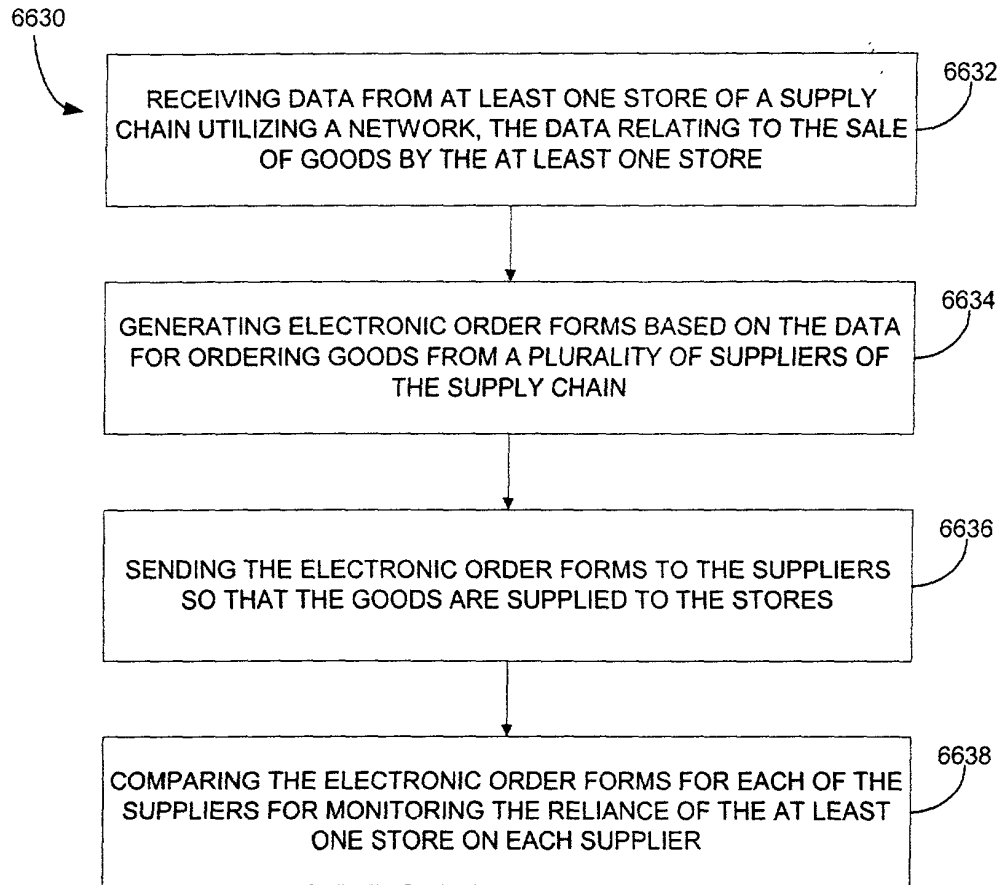 6630
6632
RECEIVING DATA FROM AT LEAST ONE STORE OF A SUPPLY
CHAIN UTILIZING A NETWORK, THE DATA RELATING TO THE SALE
OF GOODS BY THE AT LEAST ONE STORE
6634
GENERATING ELECTRONIC ORDER FORMS BASED ON THE DATA
FOR ORDERING GOODS FROM A PLURALITY OF SUPPLIERS OF
THE SUPPLY CHAIN
6636
SENDING THE ELECTRONIC ORDER FORMS TO THE SUPPLIERS
SO THAT THE GOODS ARE SUPPLIED TO THE STORES
6638
COMPARING THE ELECTRONIC ORDER FORMS FOR EACH OF THE
SUPPLIERS FOR MONITORING THE RELIANCE OF THE AT LEAST
ONE STORE ON EACH SUPPLIER